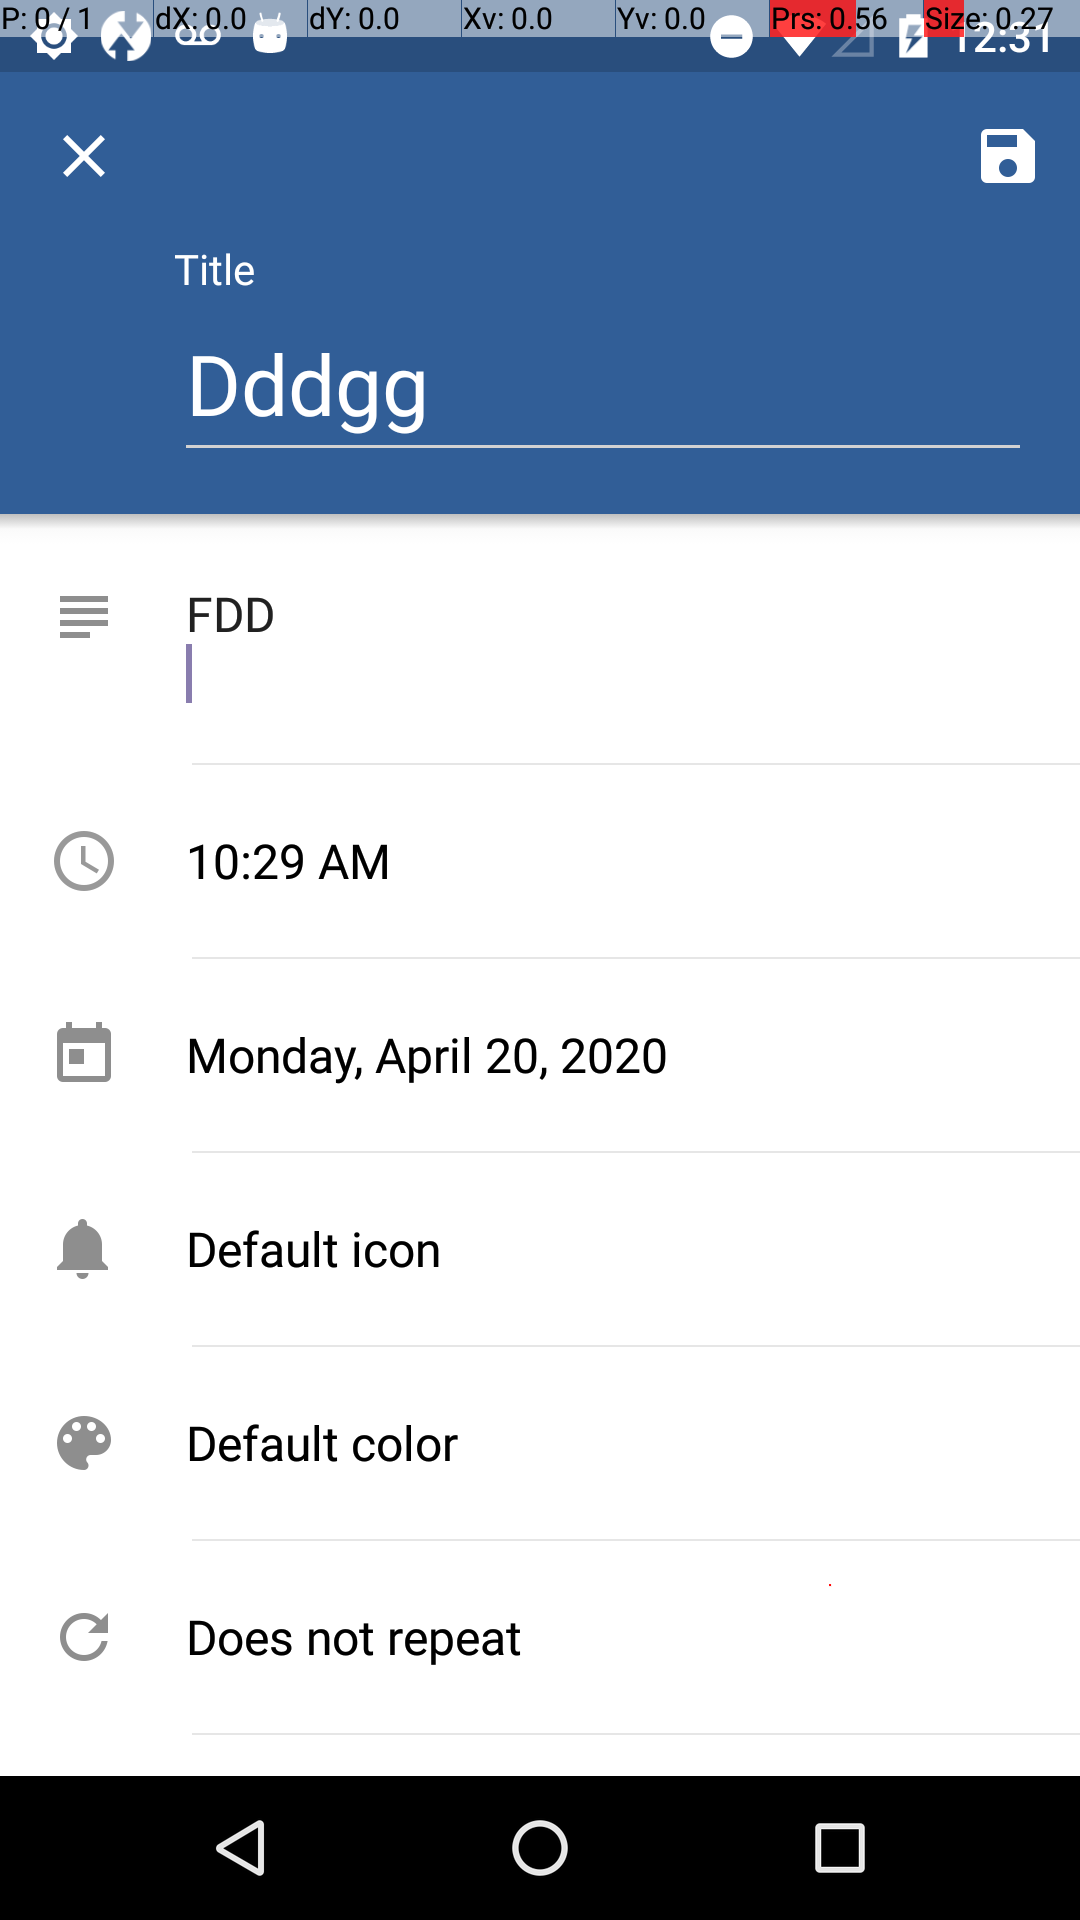 P: 0 / 1 dX: 0.0 dY: 0.0 Xv: 0.0 Yv: 0.0 Prs: 0.56 Size: 0.27
12:31
Title
Dddgg
FDD
10:29 AM
Monday, April 20, 2020
Default icon
Default color
Does not repeat